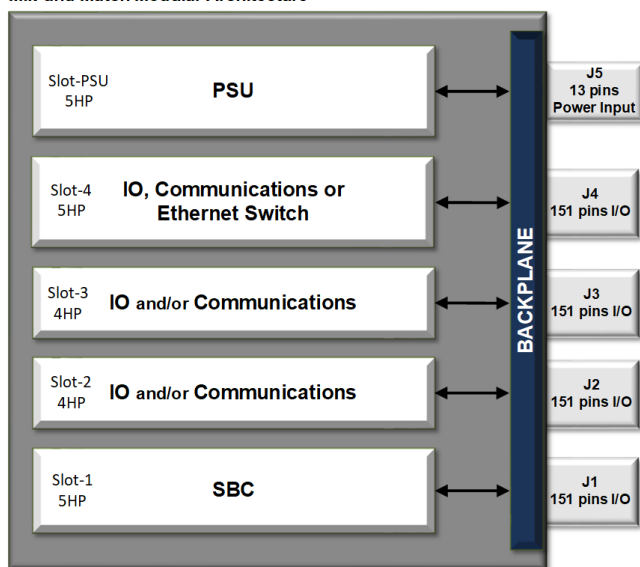 Slot-PSU
5HP
PSU
J5
13 pins
Power Input
Slot-4
5HP
IO, Communications or
Ethernet Switch
J4
151 pins I/O
Slot-3
4HP
IO and/or Communications
J3
151 pins I/O
Slot-2
4HP
IO and/or Communications
J2
151 pins I/O
Slot-1
5HP
SBC
J1
151 pins I/O
BACKPLANE